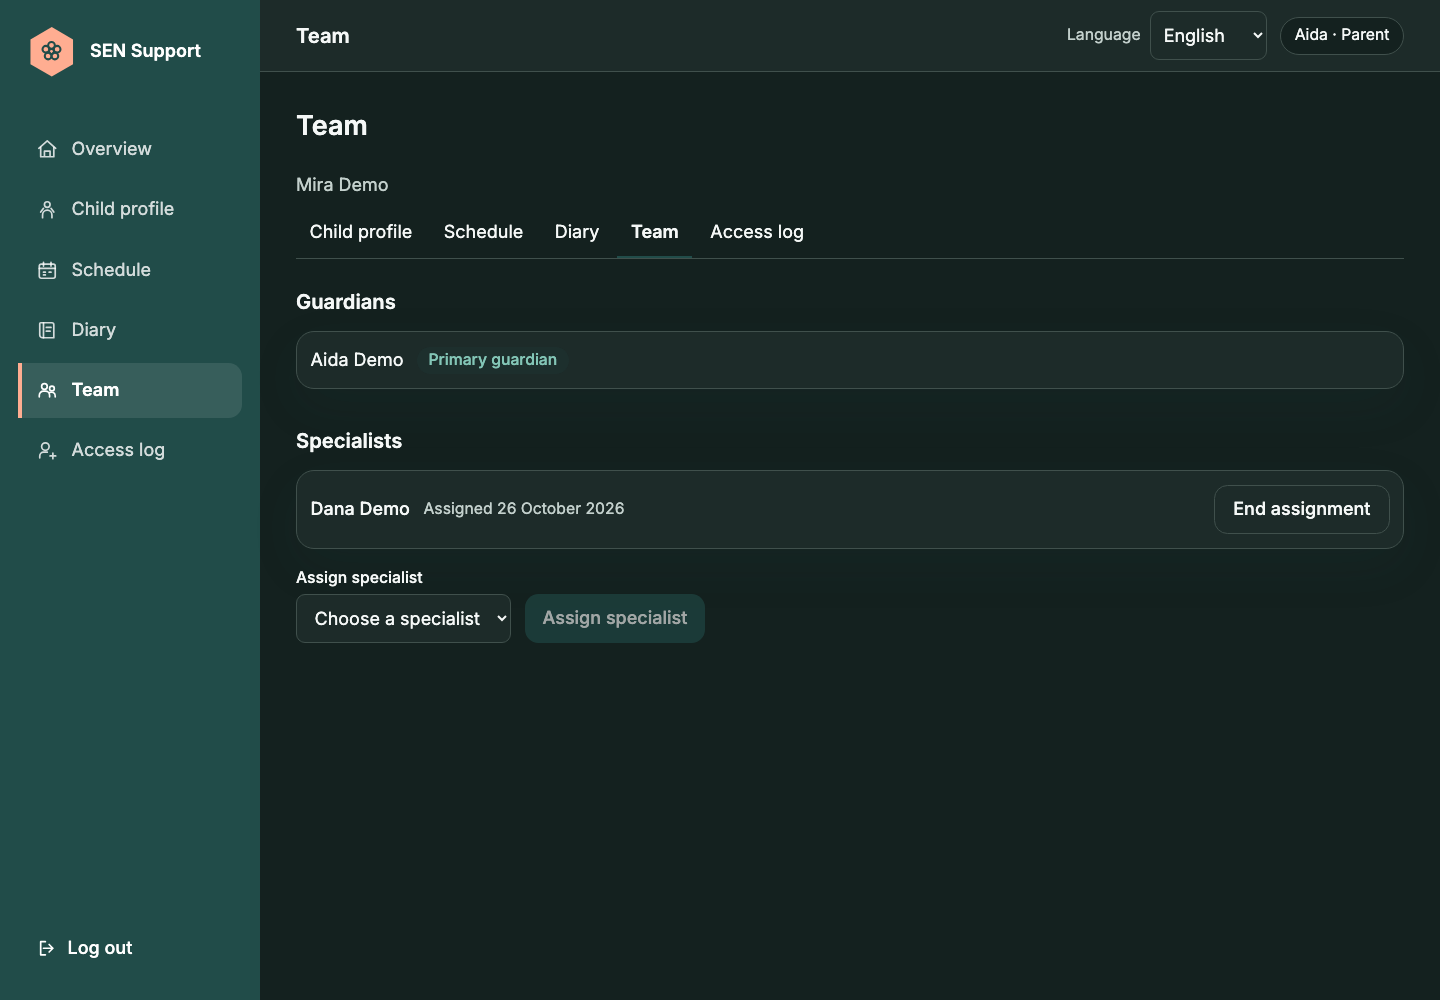 SEN Support
Overview
Child profile
Schedule
Diary
Team
Access log
Log out
Team
Language
English
Aida · Parent
Team
Mira Demo
Child profile
Schedule
Diary
Team
Access log
Guardians
Aida Demo
Primary guardian
Specialists
Dana Demo
Assigned 26 October 2026
End assignment
Assign specialist
Choose a specialist
Assign specialist